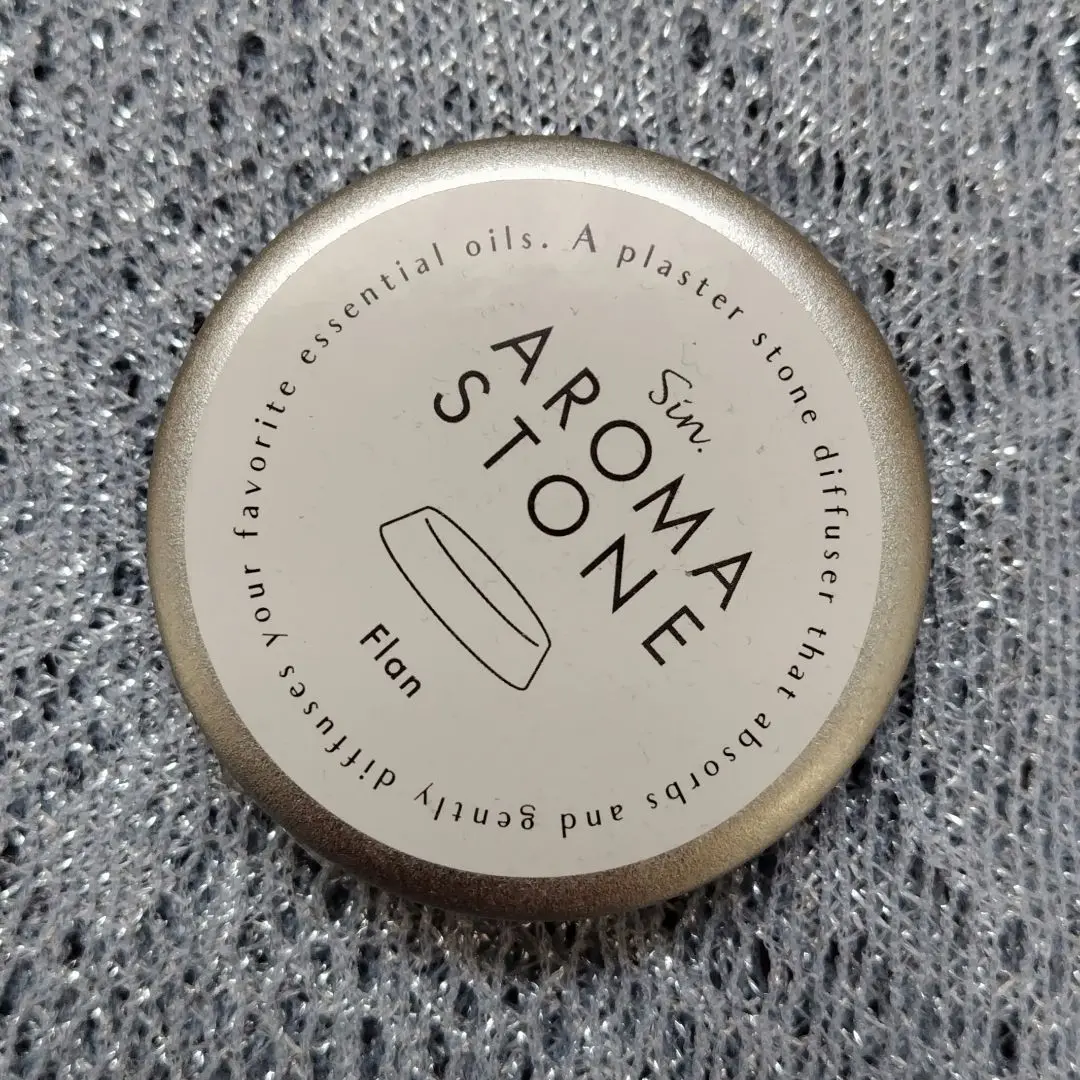 Sin.
AROMA
STONE
Flan
A plaster stone diffuser that absorbs and gently diffuses your favorite essential oils.